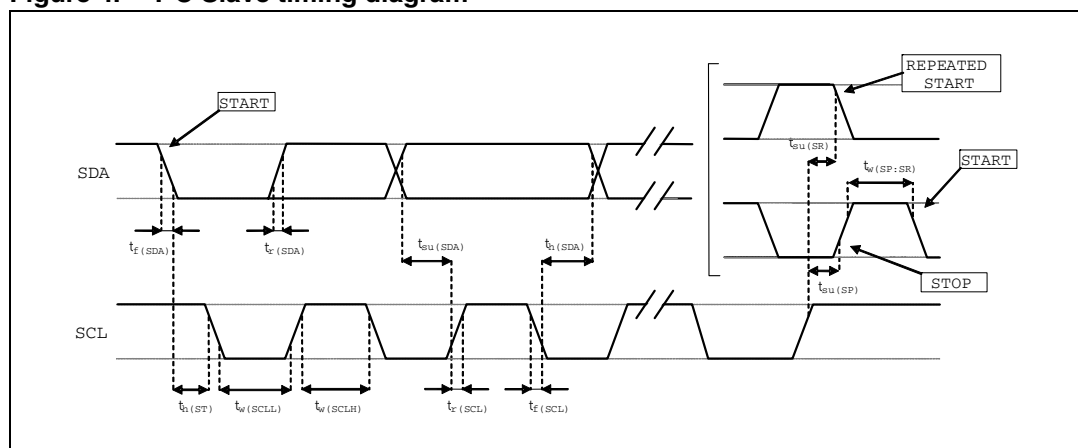 REPEATED
START
START
t_su(SR)
START
t_w(SP:SR)
SDA
t_f(SDA)
t_r(SDA)
t_su(SDA)
t_h(SDA)
t_su(SP)
STOP
SCL
t_h(ST)
t_w(SCLL)
t_w(SCLH)
t_r(SCL)
t_f(SCL)